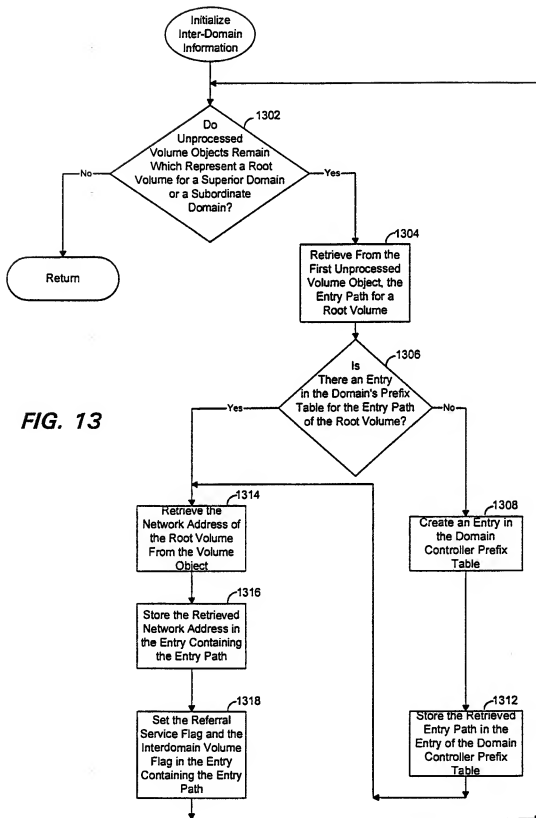 Initialize
Inter-Domain
Information
1302
Do
Unprocessed
Volume Objects Remain
Which Represent a Root
Volume for a Superior Domain
or a Subordinate
Domain?
No
Yes
Return
1304
Retrieve From the
First Unprocessed
Volume Object, the
Entry Path for a
Root Volume
1306
Is
There an Entry
in the Domain's Prefix
Table for the Entry Path
of the Root Volume?
Yes
No
FIG. 13
1314
Retrieve the
Network Address of
the Root Volume
From the Volume
Object
1308
Create an Entry in
the Domain
Controller Prefix
Table
1316
Store the Retrieved
Network Address in
the Entry Containing
the Entry Path
1318
Set the Referral
Service Flag and the
Interdomain Volume
Flag in the Entry
Containing the Entry
Path
1312
Store the Retrieved
Entry Path in the
Entry of the Domain
Controller Prefix
Table